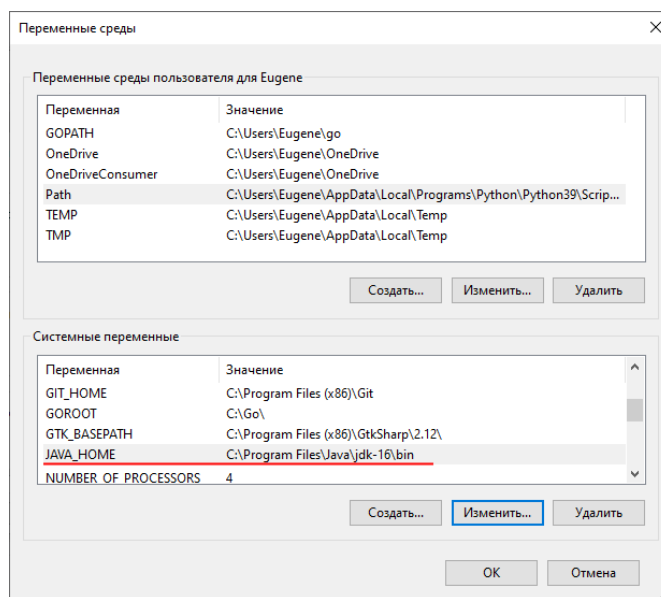 Переменные среды
Переменные среды пользователя для Eugene
Переменная Значение
GOPATH C:\Users\Eugene\go
OneDrive C:\Users\Eugene\OneDrive
OneDriveConsumer C:\Users\Eugene\OneDrive
Path C:\Users\Eugene\AppData\Local\Programs\Python\Python39\Scrip...
TEMP C:\Users\Eugene\AppData\Local\Temp
TMP C:\Users\Eugene\AppData\Local\Temp
Создать... Изменить... Удалить
Системные переменные
Переменная Значение
GIT_HOME C:\Program Files (x86)\Git
GOROOT C:\Go\
GTK_BASEPATH C:\Program Files (x86)\GtkSharp\2.12\
JAVA_HOME C:\Program Files\Java\jdk-16\bin
NUMBER_OF_PROCESSORS 4
Создать... Изменить... Удалить
OK Отмена